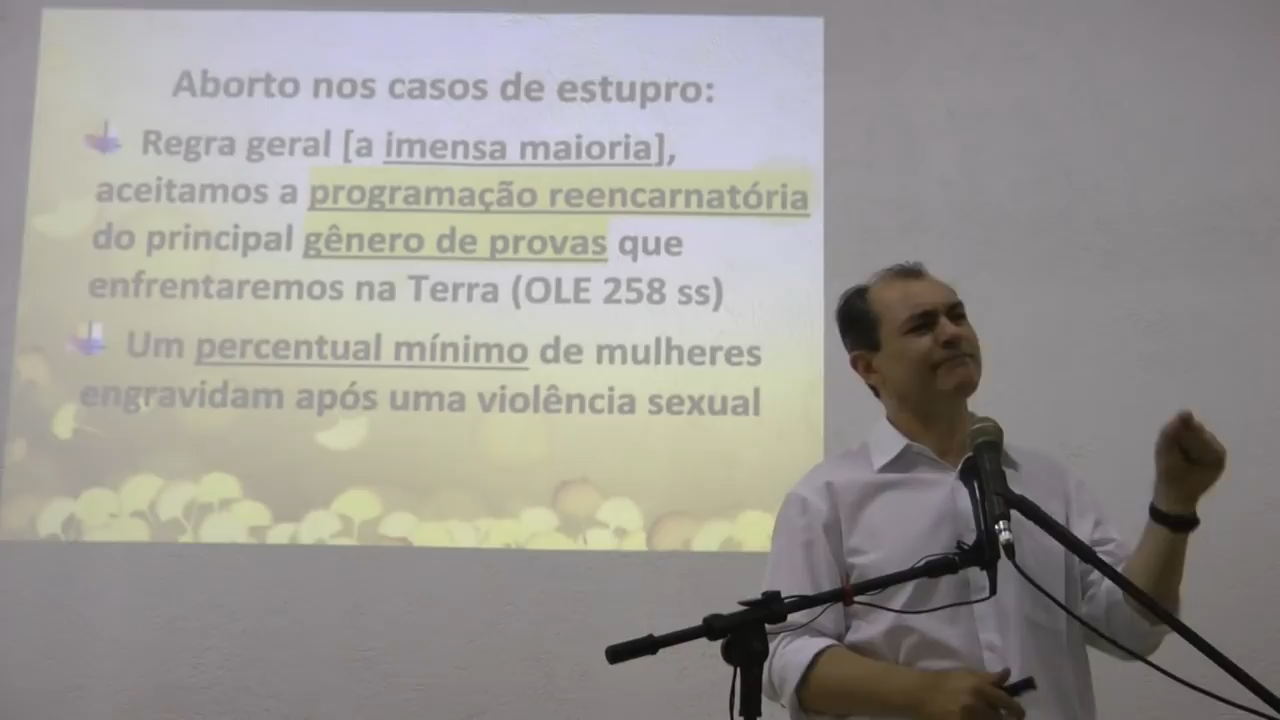 Aborto nos casos de estupro:
Regra geral [a imensa maioria],
aceitamos a programação reencarnatória
do principal gênero de provas que
enfrentaremos na Terra (OLE 258 ss)
Um percentual mínimo de mulheres
engravidam após uma violência sexual